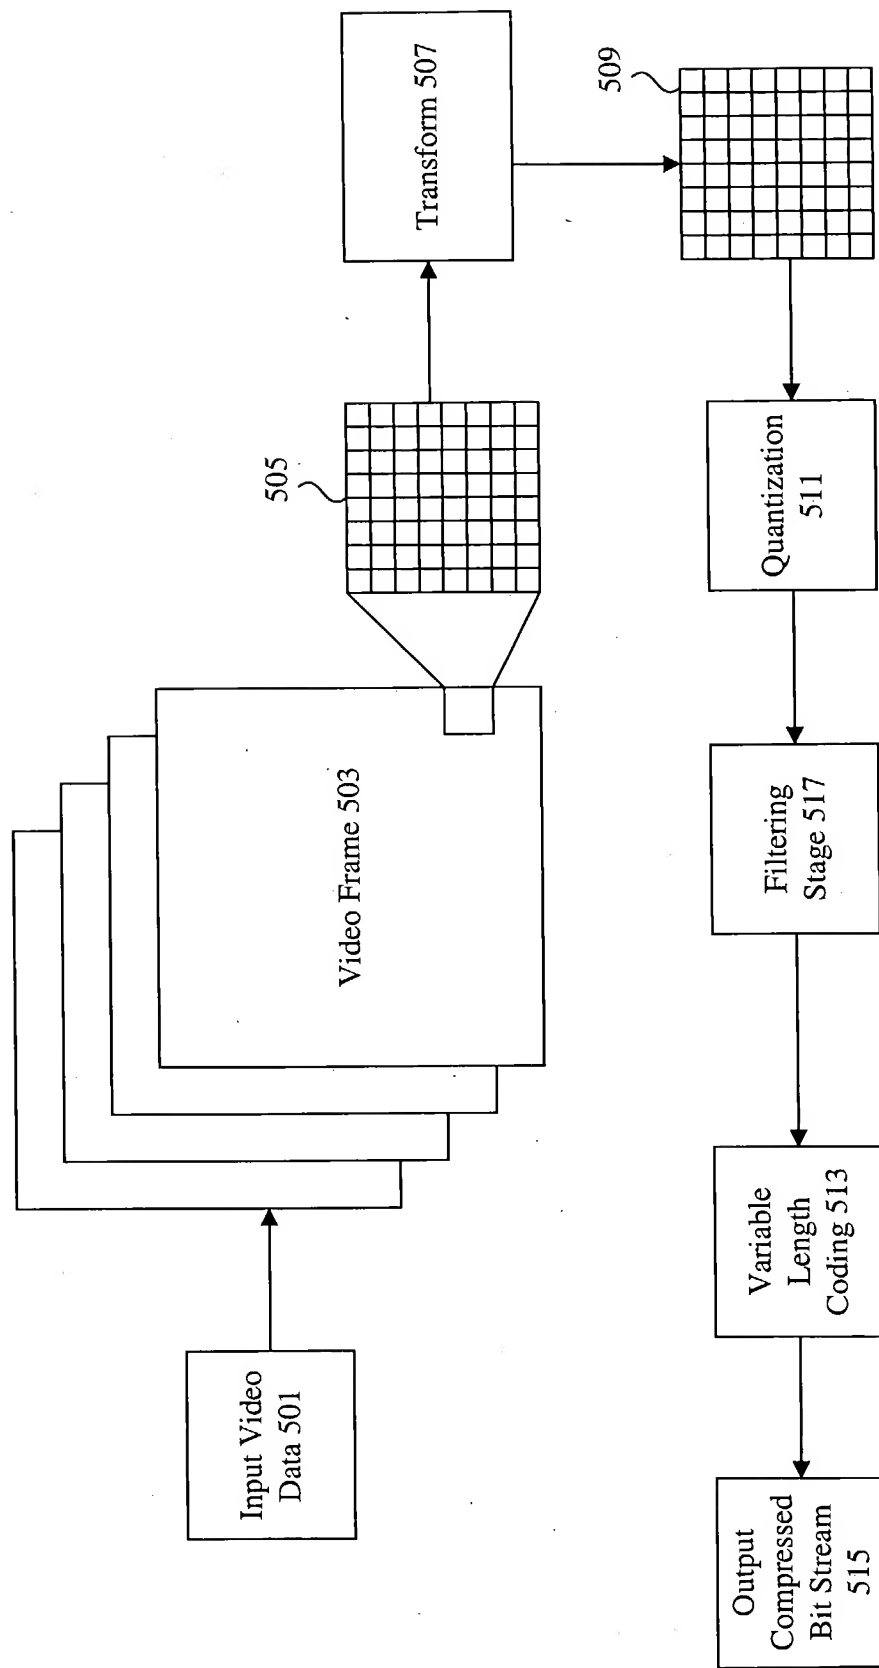 Input Video
Data 501
Video Frame 503
505
Transform 507
509
Quantization
511
Filtering
Stage 517
Variable
Length
Coding 513
Output
Compressed
Bit Stream
515